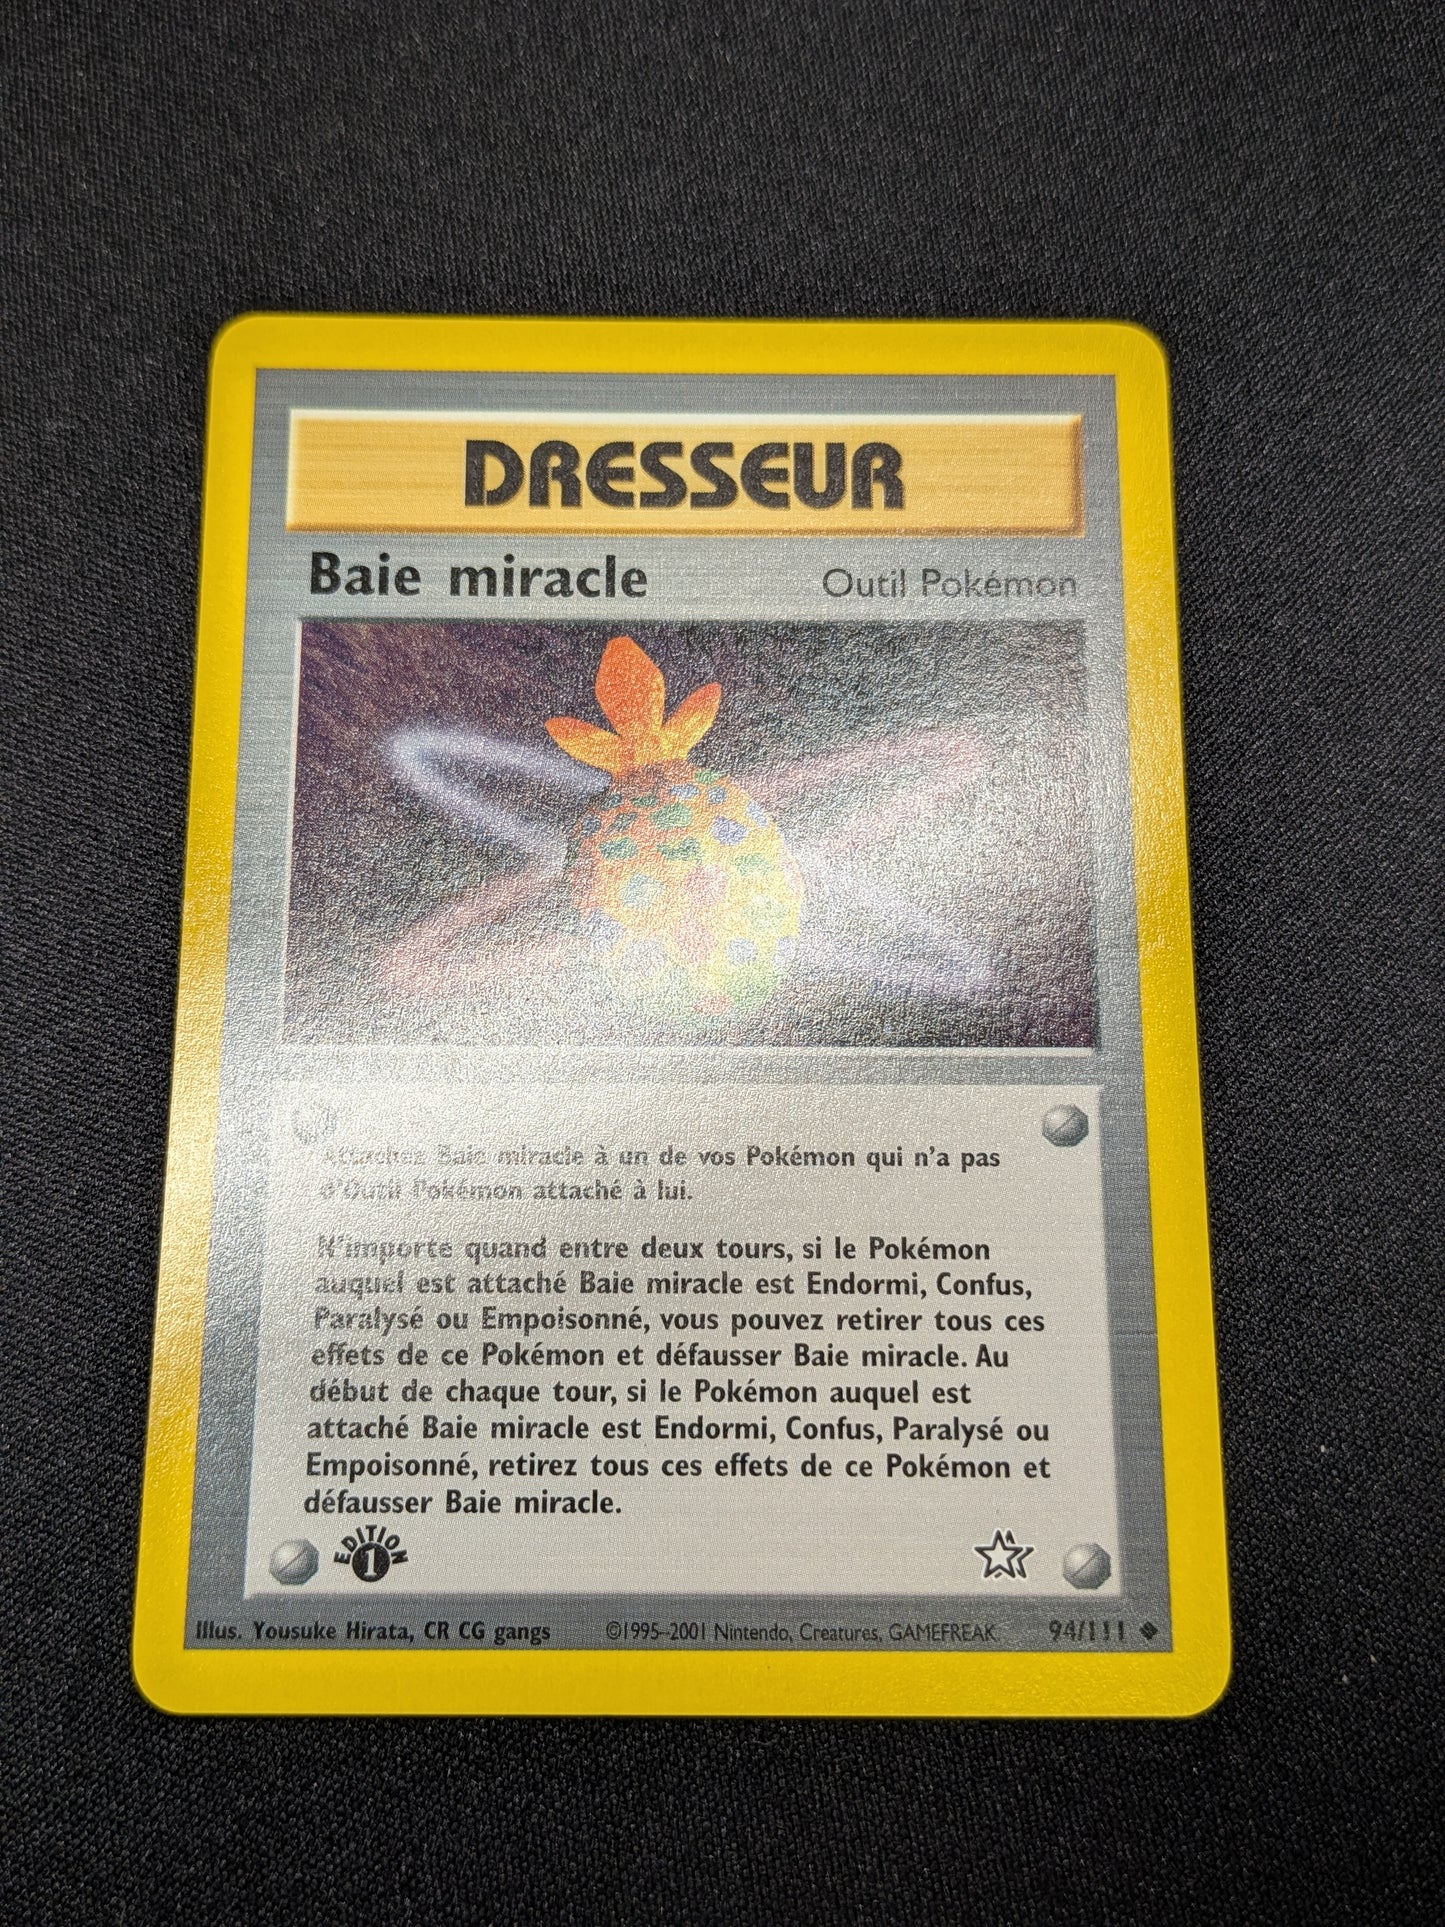 DRESSEUR
Baie miracle Outil Pokémon
Attachez Baie miracle à un de vos Pokémon qui n'a pas
d'Outil Pokémon attaché à lui.
N'importe quand entre deux tours, si le Pokémon
auquel est attaché Baie miracle est Endormi, Confus,
Paralysé ou Empoisonné, vous pouvez retirer tous ces
effets de ce Pokémon et défausser Baie miracle. Au
début de chaque tour, si le Pokémon auquel est
attaché Baie miracle est Endormi, Confus, Paralysé ou
Empoisonné, retirez tous ces effets de ce Pokémon et
défausser Baie miracle.
EDITION
1
Illus. Yousuke Hirata, CR CG gangs ©1995–2001 Nintendo, Creatures, GAMEFREAK. 94/111